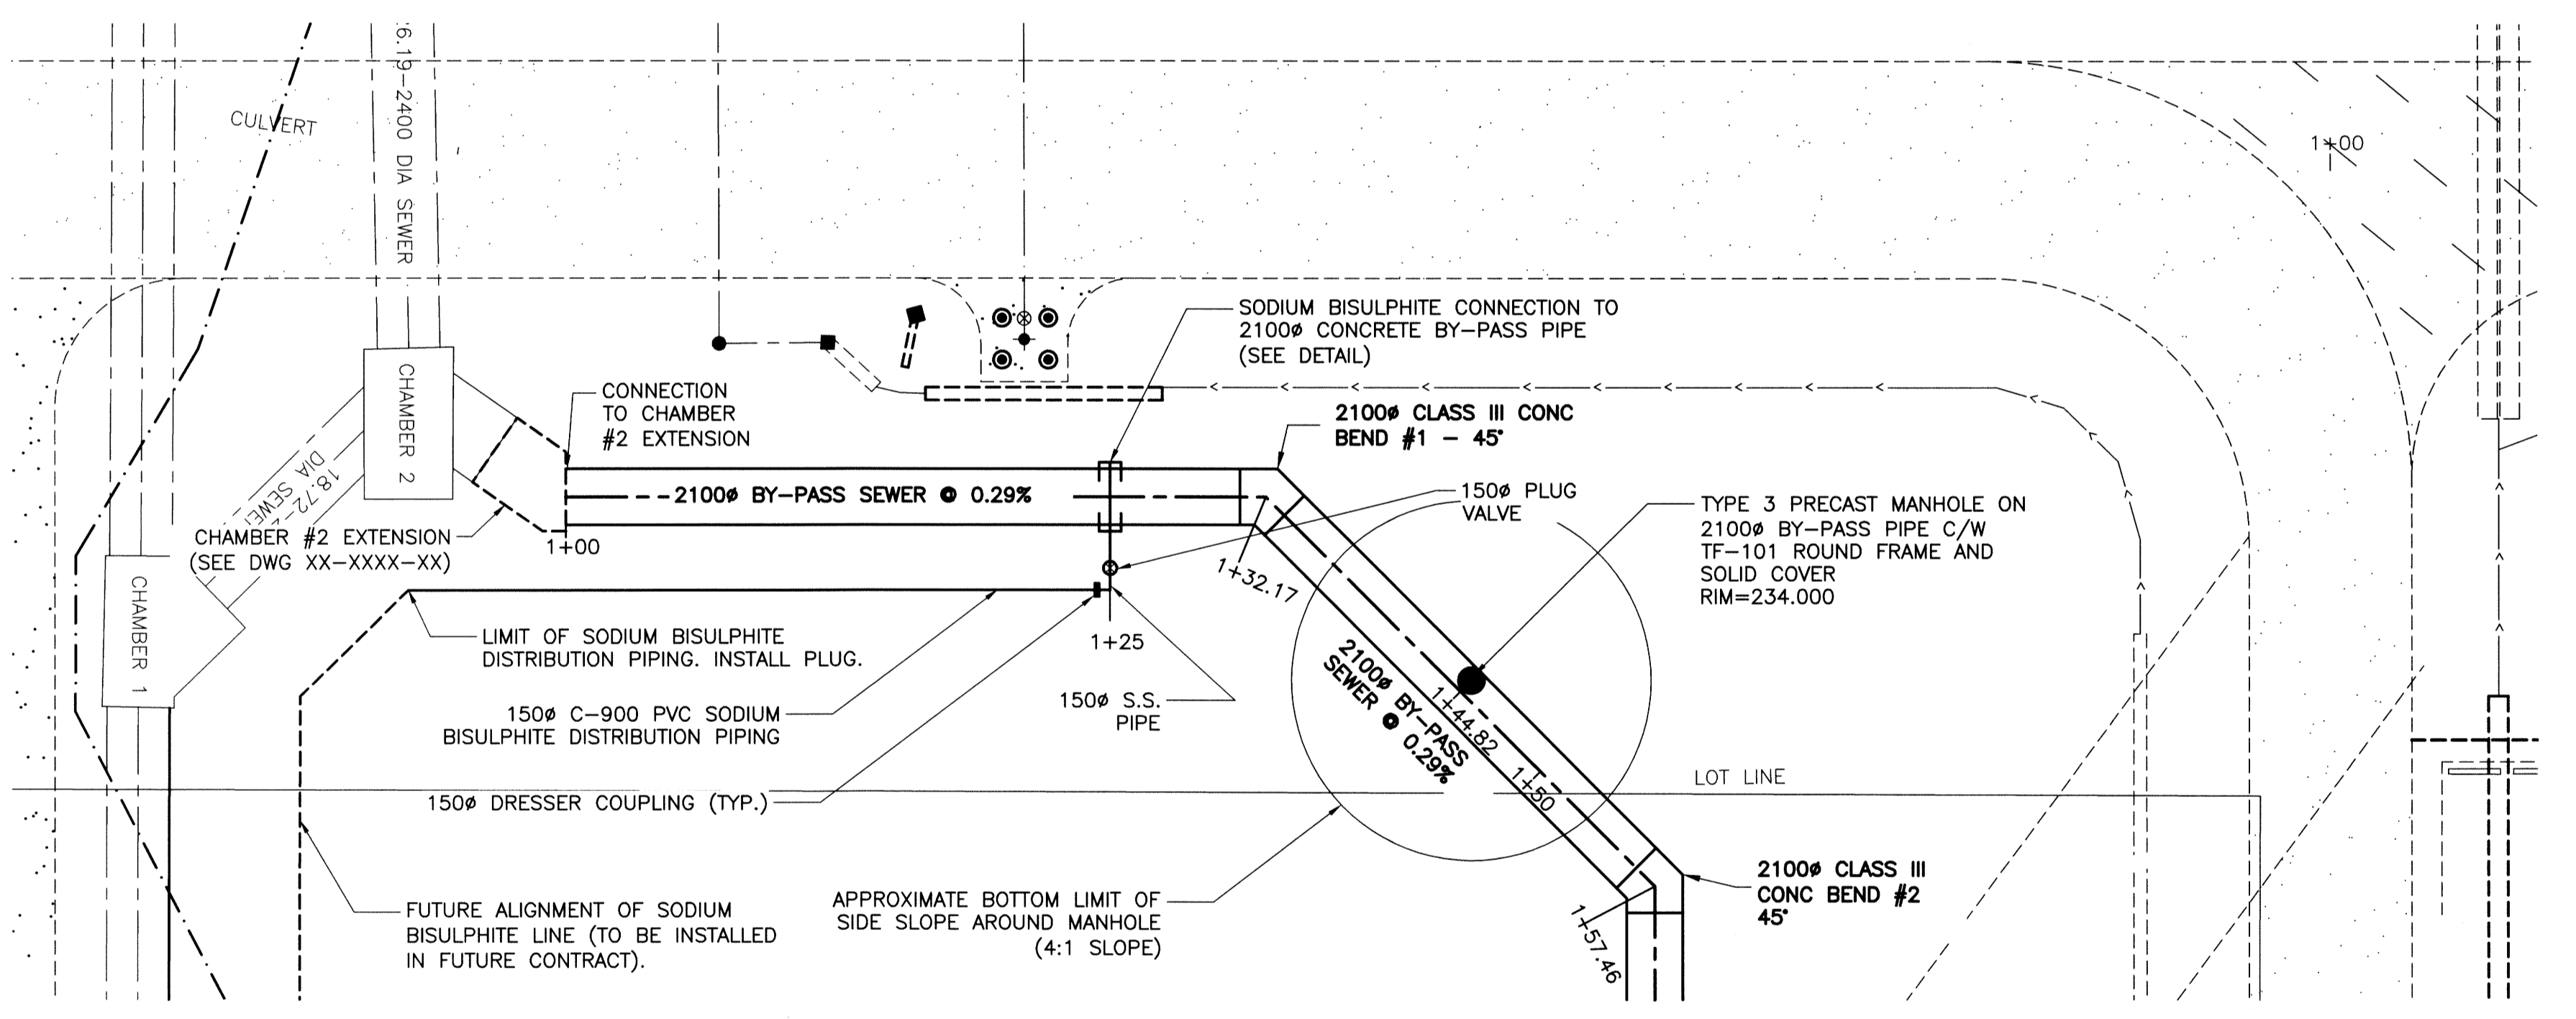 6.19-2400 DIA SEWER
CULVERT
1+00
SODIUM BISULPHITE CONNECTION TO
2100ø CONCRETE BY-PASS PIPE
(SEE DETAIL)
CHAMBER 2
CONNECTION
TO CHAMBER
#2 EXTENSION
2100ø CLASS III CONC
BEND #1 - 45°
18.72-
DIA SEWER
2100ø BY-PASS SEWER @ 0.29%
150ø PLUG
VALVE
TYPE 3 PRECAST MANHOLE ON
2100ø BY-PASS PIPE C/W
TF-101 ROUND FRAME AND
SOLID COVER
RIM=234.000
CHAMBER #2 EXTENSION
(SEE DWG XX-XXXX-XX)
1+00
1+32.17
CHAMBER 1
LIMIT OF SODIUM BISULPHITE
DISTRIBUTION PIPING. INSTALL PLUG.
1+25
150ø S.S.
PIPE
2100ø BY-PASS
SEWER @ 0.29%
1+44.82
1+50
150ø C-900 PVC SODIUM
BISULPHITE DISTRIBUTION PIPING
150ø DRESSER COUPLING (TYP.)
LOT LINE
2100ø CLASS III
CONC BEND #2
45°
APPROXIMATE BOTTOM LIMIT OF
SIDE SLOPE AROUND MANHOLE
(4:1 SLOPE)
FUTURE ALIGNMENT OF SODIUM
BISULPHITE LINE (TO BE INSTALLED
IN FUTURE CONTRACT).
1+57.46